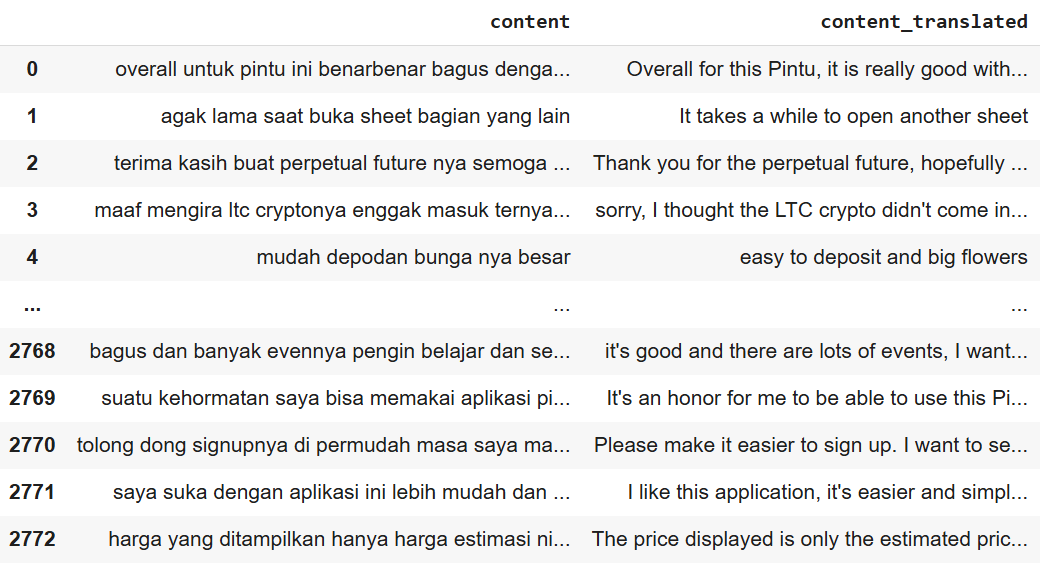 content content_translated
0 overall untuk pintu ini benarbenar bagus denga... Overall for this Pintu, it is really good with...
1 agak lama saat buka sheet bagian yang lain It takes a while to open another sheet
2 terima kasih buat perpetual future nya semoga ... Thank you for the perpetual future, hopefully ...
3 maaf mengira ltc cryptonya enggak masuk ternya... sorry, I thought the LTC crypto didn't come in...
4 mudah depodan bunga nya besar easy to deposit and big flowers
... ... ...
2768 bagus dan banyak evennya pengin belajar dan se... it's good and there are lots of events, I want...
2769 suatu kehormatan saya bisa memakai aplikasi pi... It's an honor for me to be able to use this Pi...
2770 tolong dong signupnya di permudah masa saya ma... Please make it easier to sign up. I want to se...
2771 saya suka dengan aplikasi ini lebih mudah dan ... I like this application, it's easier and simpl...
2772 harga yang ditampilkan hanya harga estimasi ni... The price displayed is only the estimated pric...